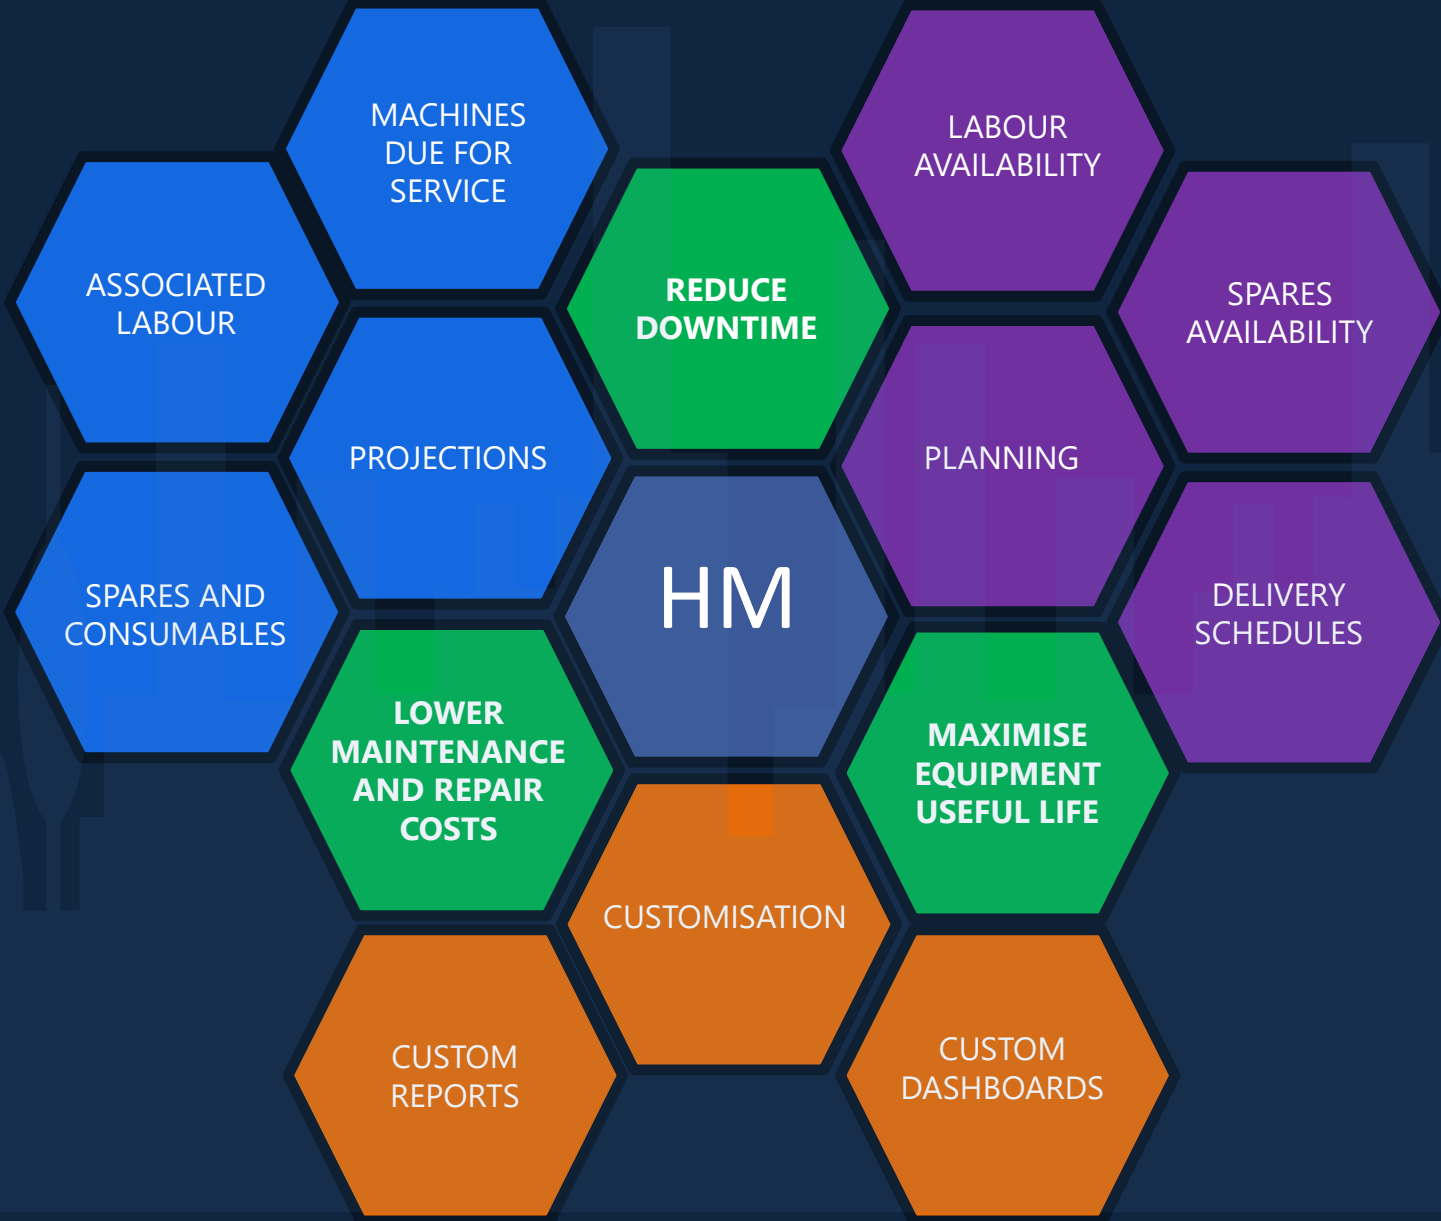 MACHINES
DUE FOR
SERVICE
LABOUR
AVAILABILITY
ASSOCIATED
LABOUR
REDUCE
DOWNTIME
SPARES
AVAILABILITY
PROJECTIONS
PLANNING
HM
SPARES AND
CONSUMABLES
DELIVERY
SCHEDULES
LOWER
MAINTENANCE
AND REPAIR
COSTS
MAXIMISE
EQUIPMENT
USEFUL LIFE
CUSTOMISATION
CUSTOM
REPORTS
CUSTOM
DASHBOARDS